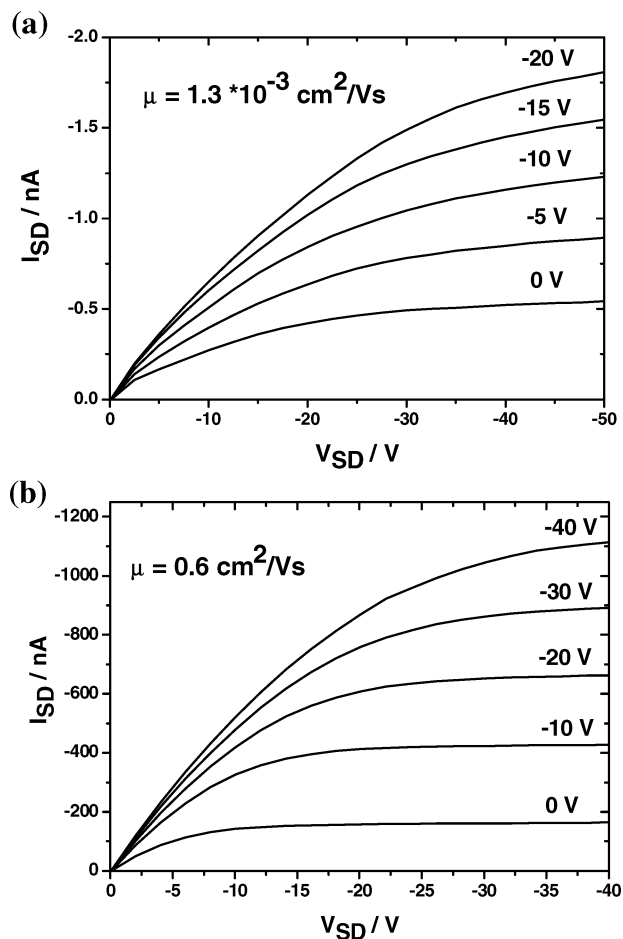 (a)
-2.0
-1.5
-1.0
-0.5
0.0
I_SD / nA
μ = 1.3 *10^-3 cm^2/Vs
-20 V
-15 V
-10 V
-5 V
0 V
0 -10 -20 -30 -40 -50
V_SD / V
(b)
-1200
-1000
-800
-600
-400
-200
0
I_SD / nA
μ = 0.6 cm^2/Vs
-40 V
-30 V
-20 V
-10 V
0 V
0 -5 -10 -15 -20 -25 -30 -35 -40
V_SD / V